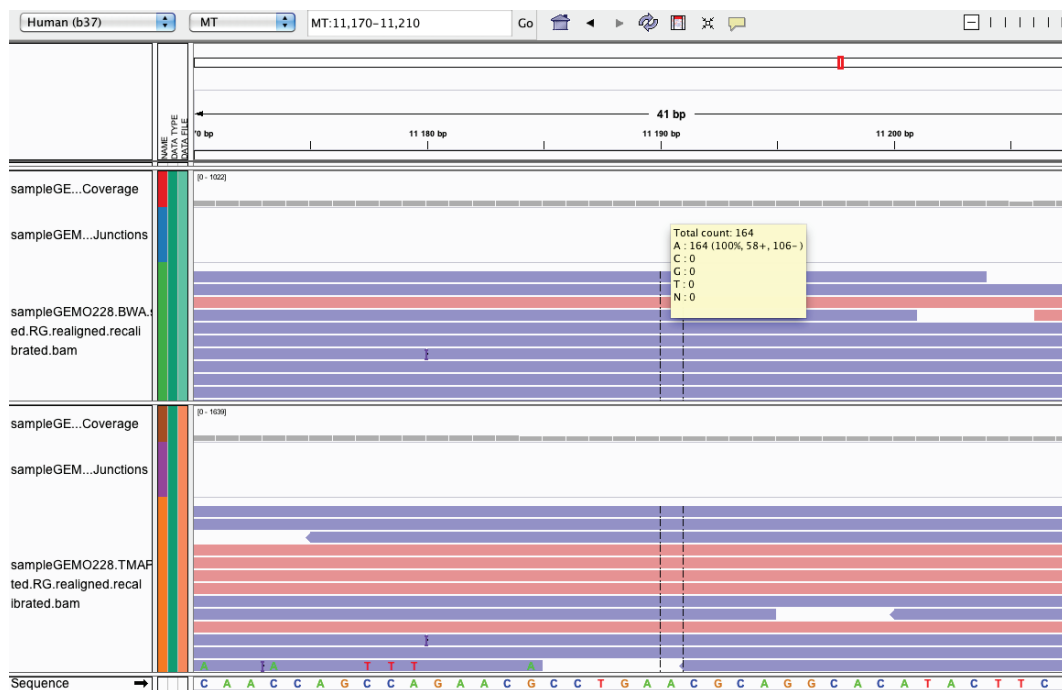 Human (b37) MT MT:11,170-11,210 Go
NAME
DATA TYPE
DATA FILE
41 bp
'0 bp 11 180 bp 11 190 bp 11 200 bp
[0 - 1022]
sampleGE...Coverage
sampleGEM...Junctions
Total count: 164
A : 164 (100%, 58+, 106- )
C : 0
G : 0
T : 0
N : 0
sampleGEMO228.BWA.s
ed.RG.realigned.recali
brated.bam
[0 - 1639]
sampleGE...Coverage
sampleGEM...Junctions
sampleGEMO228.TMAP
ted.RG.realigned.recal
ibrated.bam
A A T T T A
Sequence C A A C C A G C C A G A A C G C C T G A A C G C A G G C A C A T A C T T C